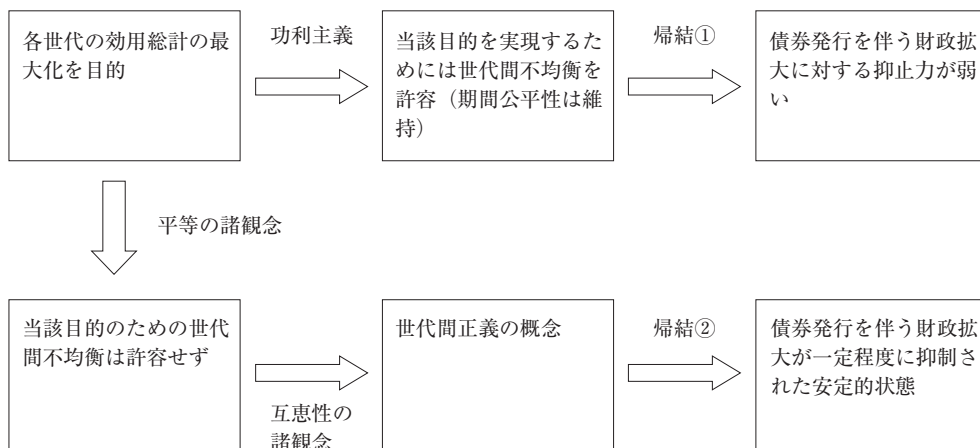 各世代の効用総計の最
大化を目的
功利主義
当該目的を実現するた
めには世代間不均衡を
許容（期間公平性は維
持）
帰結①
債券発行を伴う財政拡
大に対する抑止力が弱
い
平等の諸観念
当該目的のための世代
間不均衡は許容せず
互恵性の
諸観念
世代間正義の概念
帰結②
債券発行を伴う財政拡
大が一定程度に抑制さ
れた安定的状態